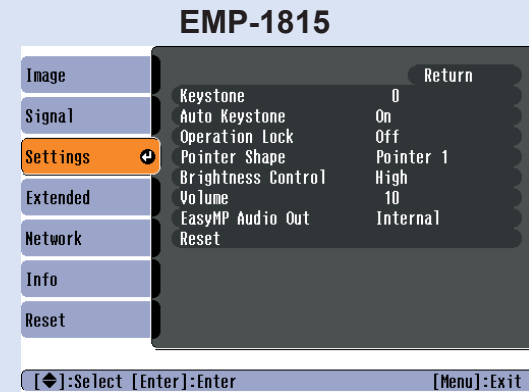 EMP-1815
Image
Signal
Settings
Extended
Network
Info
Reset
Return
Keystone 0
Auto Keystone On
Operation Lock Off
Pointer Shape Pointer 1
Brightness Control High
Volume 10
EasyMP Audio Out Internal
Reset
[ ]:Select [Enter]:Enter [Menu]:Exit